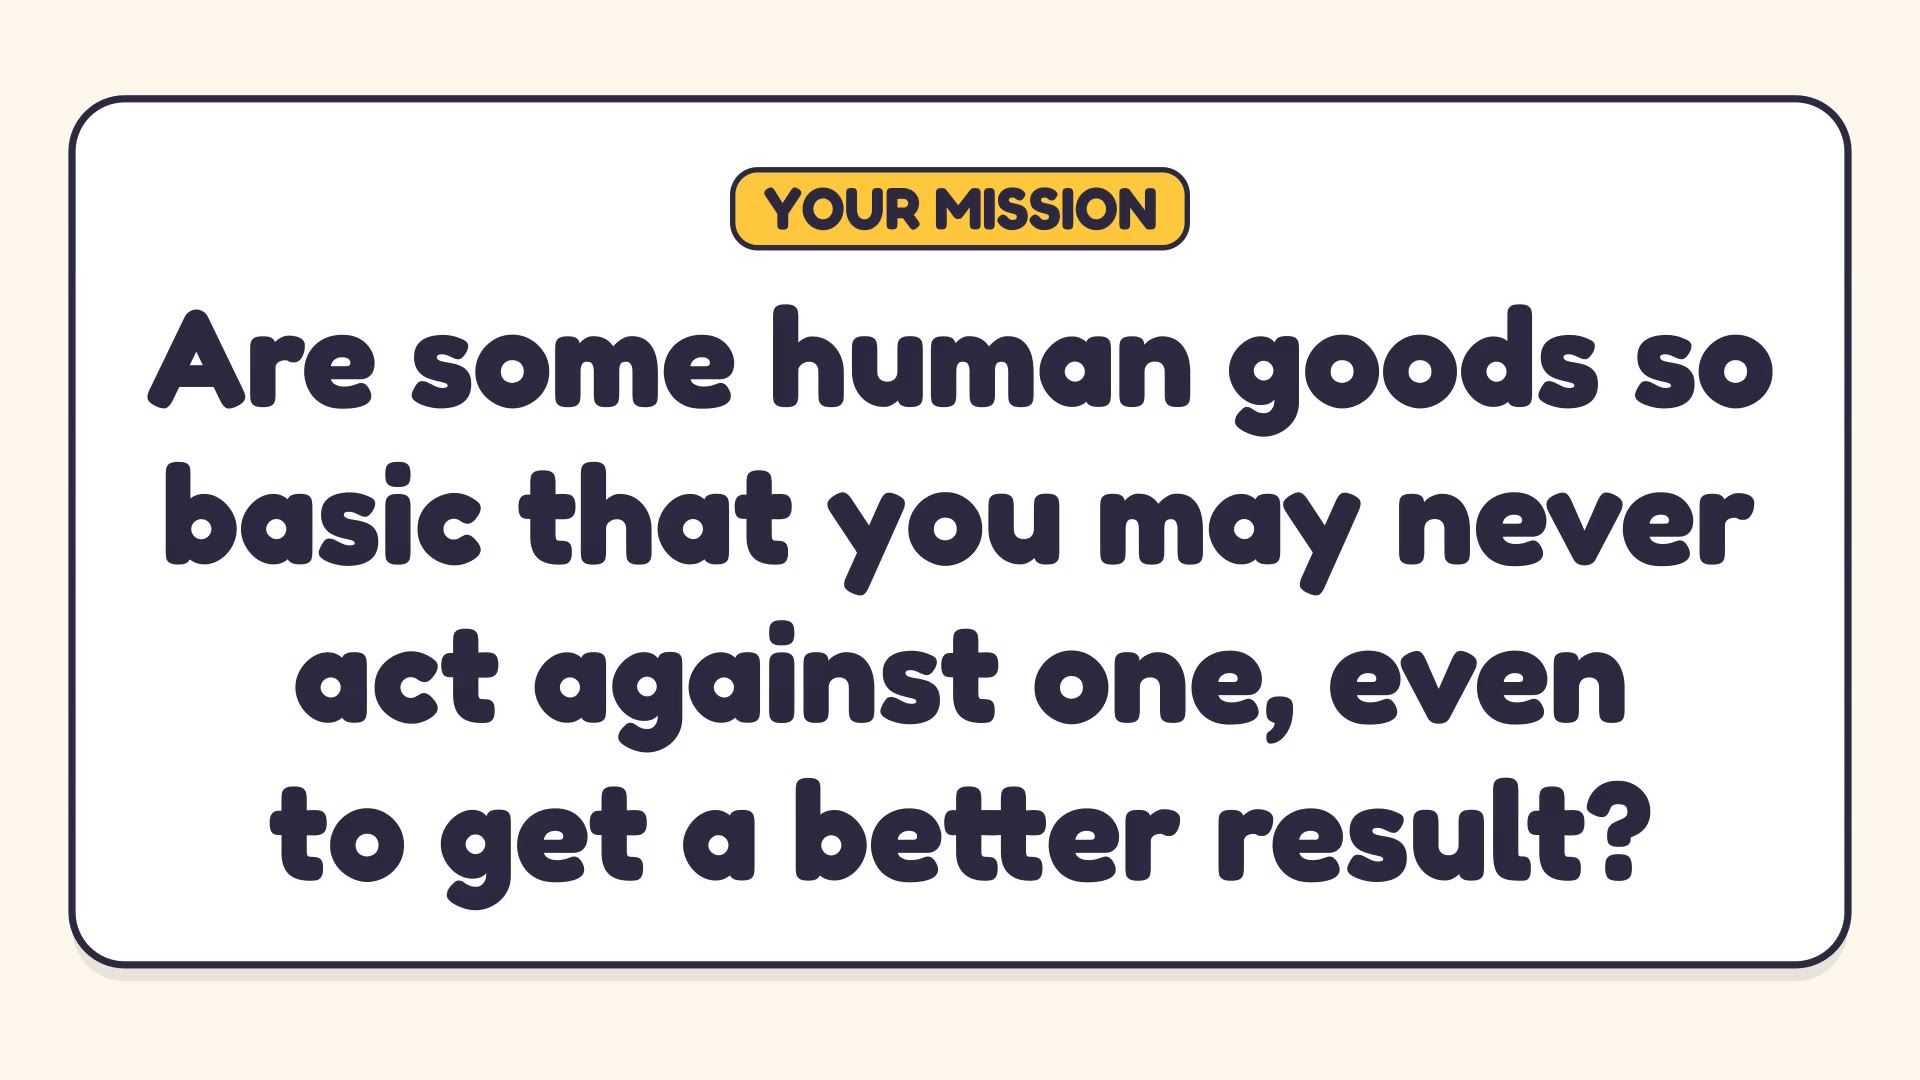 YOUR MISSION
Are some human goods so
basic that you may never
act against one, even
to get a better result?